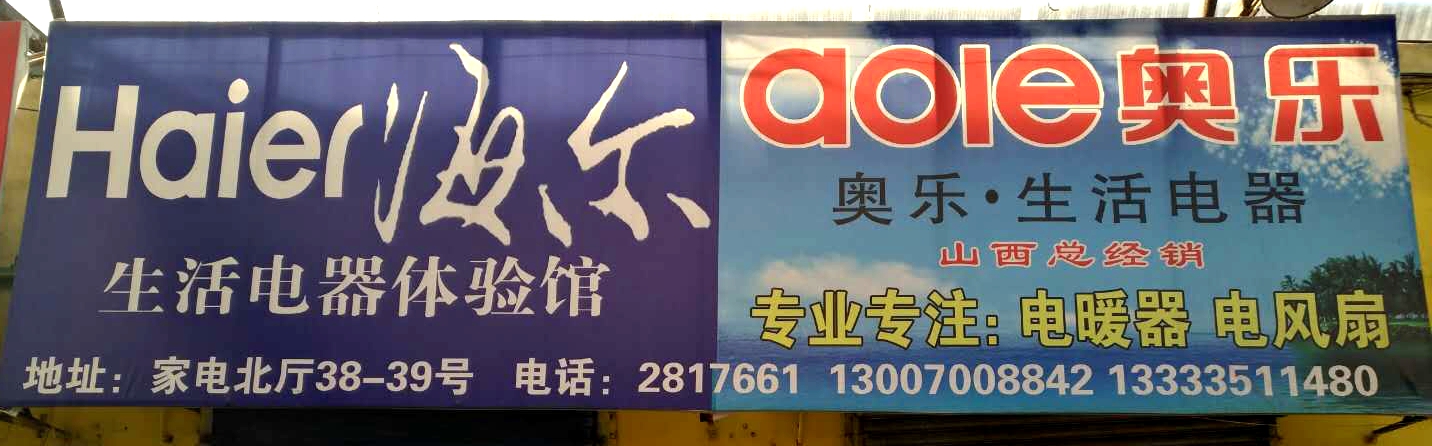 Haier海尔
生活电器体验馆
aole奥乐
奥乐·生活电器
山西总经销
专业专注:电暖器 电风扇
地址：家电北厅38-39号 电话：2817661 13007008842 13333511480